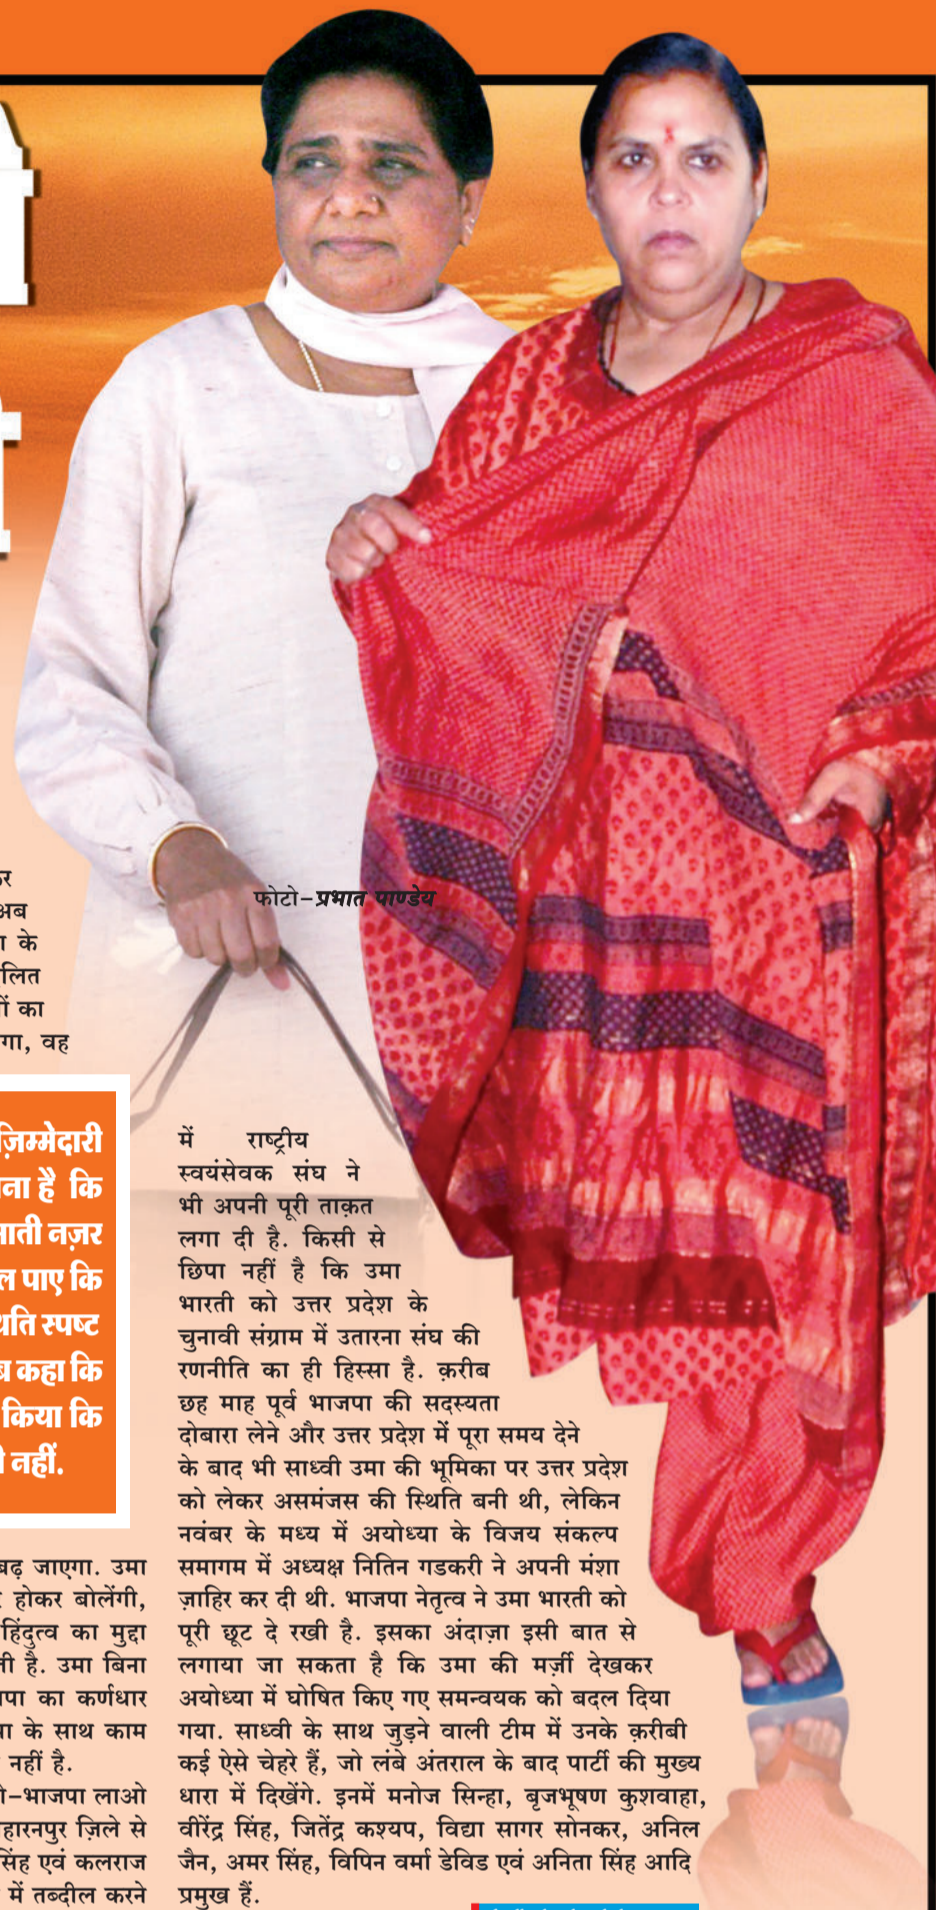 फोटो-प्रभात पाण्डेय
अब
के
गा, वह
ज़िम्मेदारी
है कि
नज़र
पाए कि
स्पष्ट
कहा कि
किया कि
नहीं.
बढ़ जाएगा. उमा
होकर बोलेंगी,
हिंदुत्व का मुद्दा
है. उमा बिना
का कर्णधार
के साथ काम
नहीं है.
भाजपा लाओ
ज़िले से
सिंह एवं कलराज
में तब्दील करने
में राष्ट्रीय
स्वयंसेवक संघ ने
भी अपनी पूरी ताक़त
लगा दी है. किसी से
छिपा नहीं है कि उमा
भारती को उत्तर प्रदेश के
चुनावी संग्राम में उतारना संघ की
रणनीति का ही हिस्सा है. क़रीब
छह माह पूर्व भाजपा की सदस्यता
दोबारा लेने और उत्तर प्रदेश में पूरा समय देने
के बाद भी साध्वी उमा की भूमिका पर उत्तर प्रदेश
को लेकर असमंजस की स्थिति बनी थी, लेकिन
नवंबर के मध्य में अयोध्या के विजय संकल्प
समागम में अध्यक्ष नितिन गडकरी ने अपनी मंशा
ज़ाहिर कर दी थी. भाजपा नेतृत्व ने उमा भारती को
पूरी छूट दे रखी है. इसका अंदाज़ा इसी बात से
लगाया जा सकता है कि उमा की मर्ज़ी देखकर
अयोध्या में घोषित किए गए समन्वयक को बदल दिया
गया. साध्वी के साथ जुड़ने वाली टीम में उनके क़रीबी
कई ऐसे चेहरे हैं, जो लंबे अंतराल के बाद पार्टी की मुख्य
धारा में दिखेंगे. इनमें मनोज सिन्हा, बृजभूषण कुशवाहा,
वीरेंद्र सिंह, जितेंद्र कश्यप, विद्या सागर सोनकर, अनिल
जैन, अमर सिंह, विपिन वर्मा डेविड एवं अनिता सिंह आदि
प्रमुख हैं.